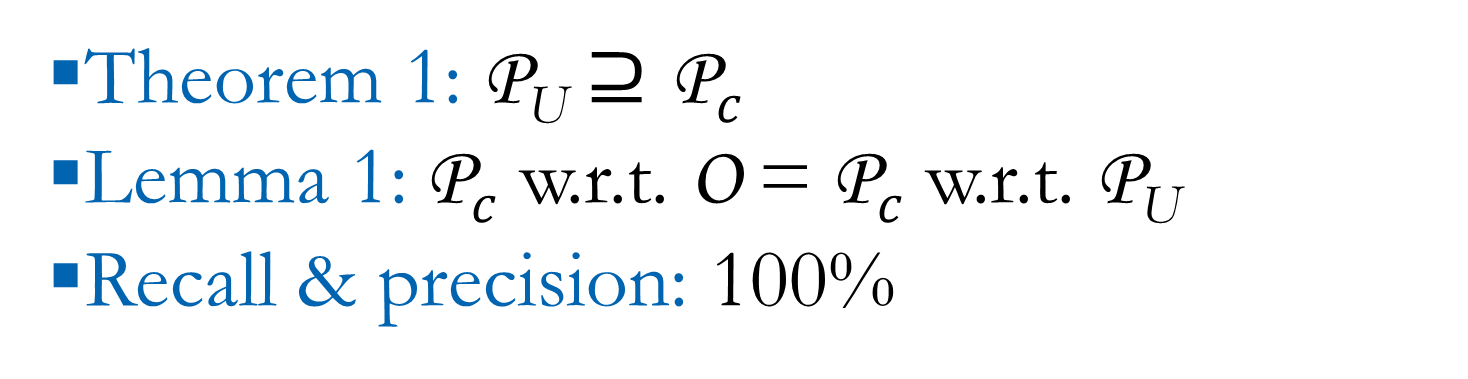 ▪Theorem 1: 𝒫_U ⊇ 𝒫_c
▪Lemma 1: 𝒫_c w.r.t. O = 𝒫_c w.r.t. 𝒫_U
▪Recall & precision: 100%